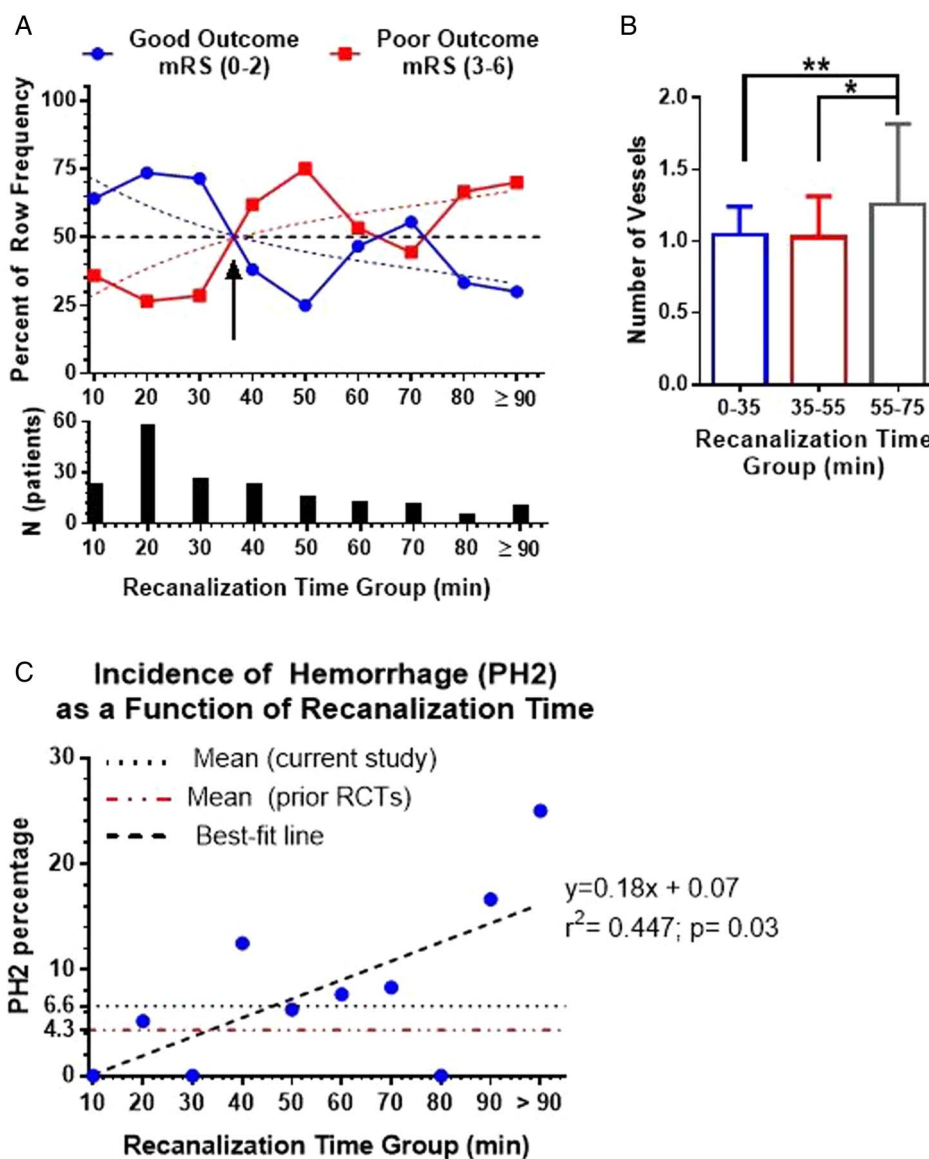 A
Good Outcome
mRS (0-2)
Poor Outcome
mRS (3-6)
Percent of Row Frequency
100
75
50
25
0
10 20 30 40 50 60 70 80 ≥ 90
N (patients)
60
30
0
10 20 30 40 50 60 70 80 ≥ 90
Recanalization Time Group (min)
B
** 
*
Number of Vessels
2.0
1.5
1.0
0.5
0.0
0-35 35-55 55-75
Recanalization Time
Group (min)
C
Incidence of Hemorrhage (PH2)
as a Function of Recanalization Time
Mean (current study)
Mean (prior RCTs)
Best-fit line
PH2 percentage
30
20
10
6.6
4.3
0
y=0.18x + 0.07
r²= 0.447; p= 0.03
10 20 30 40 50 60 70 80 90 > 90
Recanalization Time Group (min)